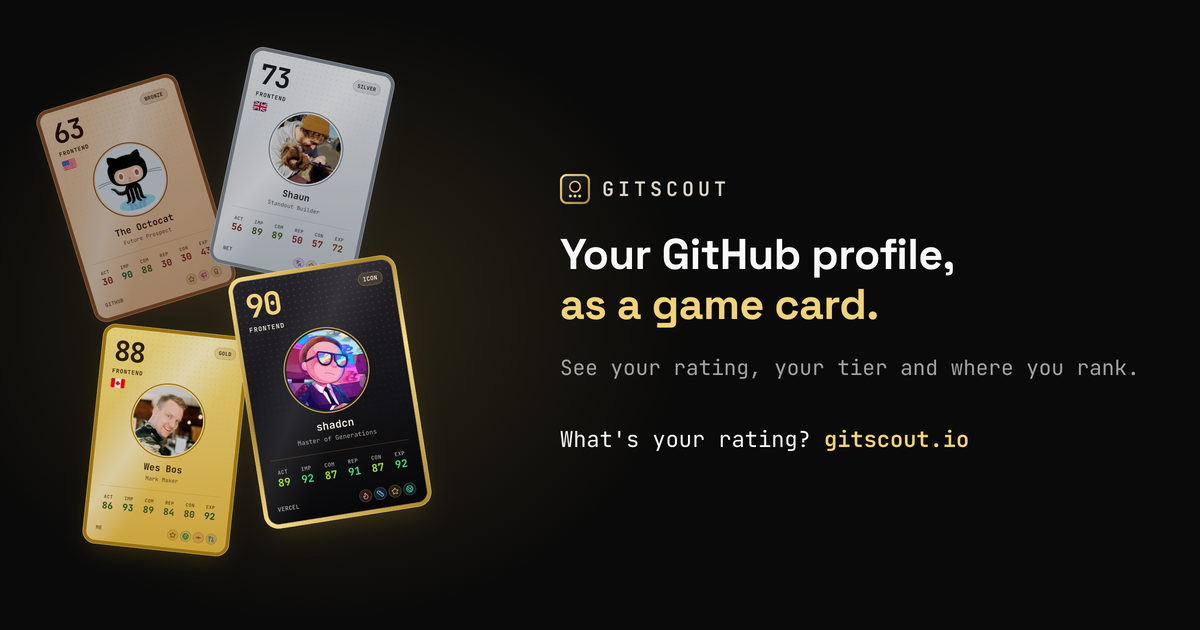 63
FRONTEND
BRONZE
The Octocat
Future Prospect
ACT IMP COM REP CON EXP
30 90 88 30 30
GITHUB
73
FRONTEND
SILVER
Shaun
Standout Builder
ACT IMP COM REP CON EXP
56 89 89 50 57 72
NET
88
FRONTEND
GOLD
Wes Bos
Mark Maker
ACT IMP COM REP CON EXP
86 93 89 84 80 92
ME
90
FRONTEND
ICON
shadcn
Master of Generations
ACT IMP COM REP CON EXP
89 92 87 91 87 92
VERCEL
GITSCOUT
Your GitHub profile,
as a game card.
See your rating, your tier and where you rank.
What's your rating? gitscout.io